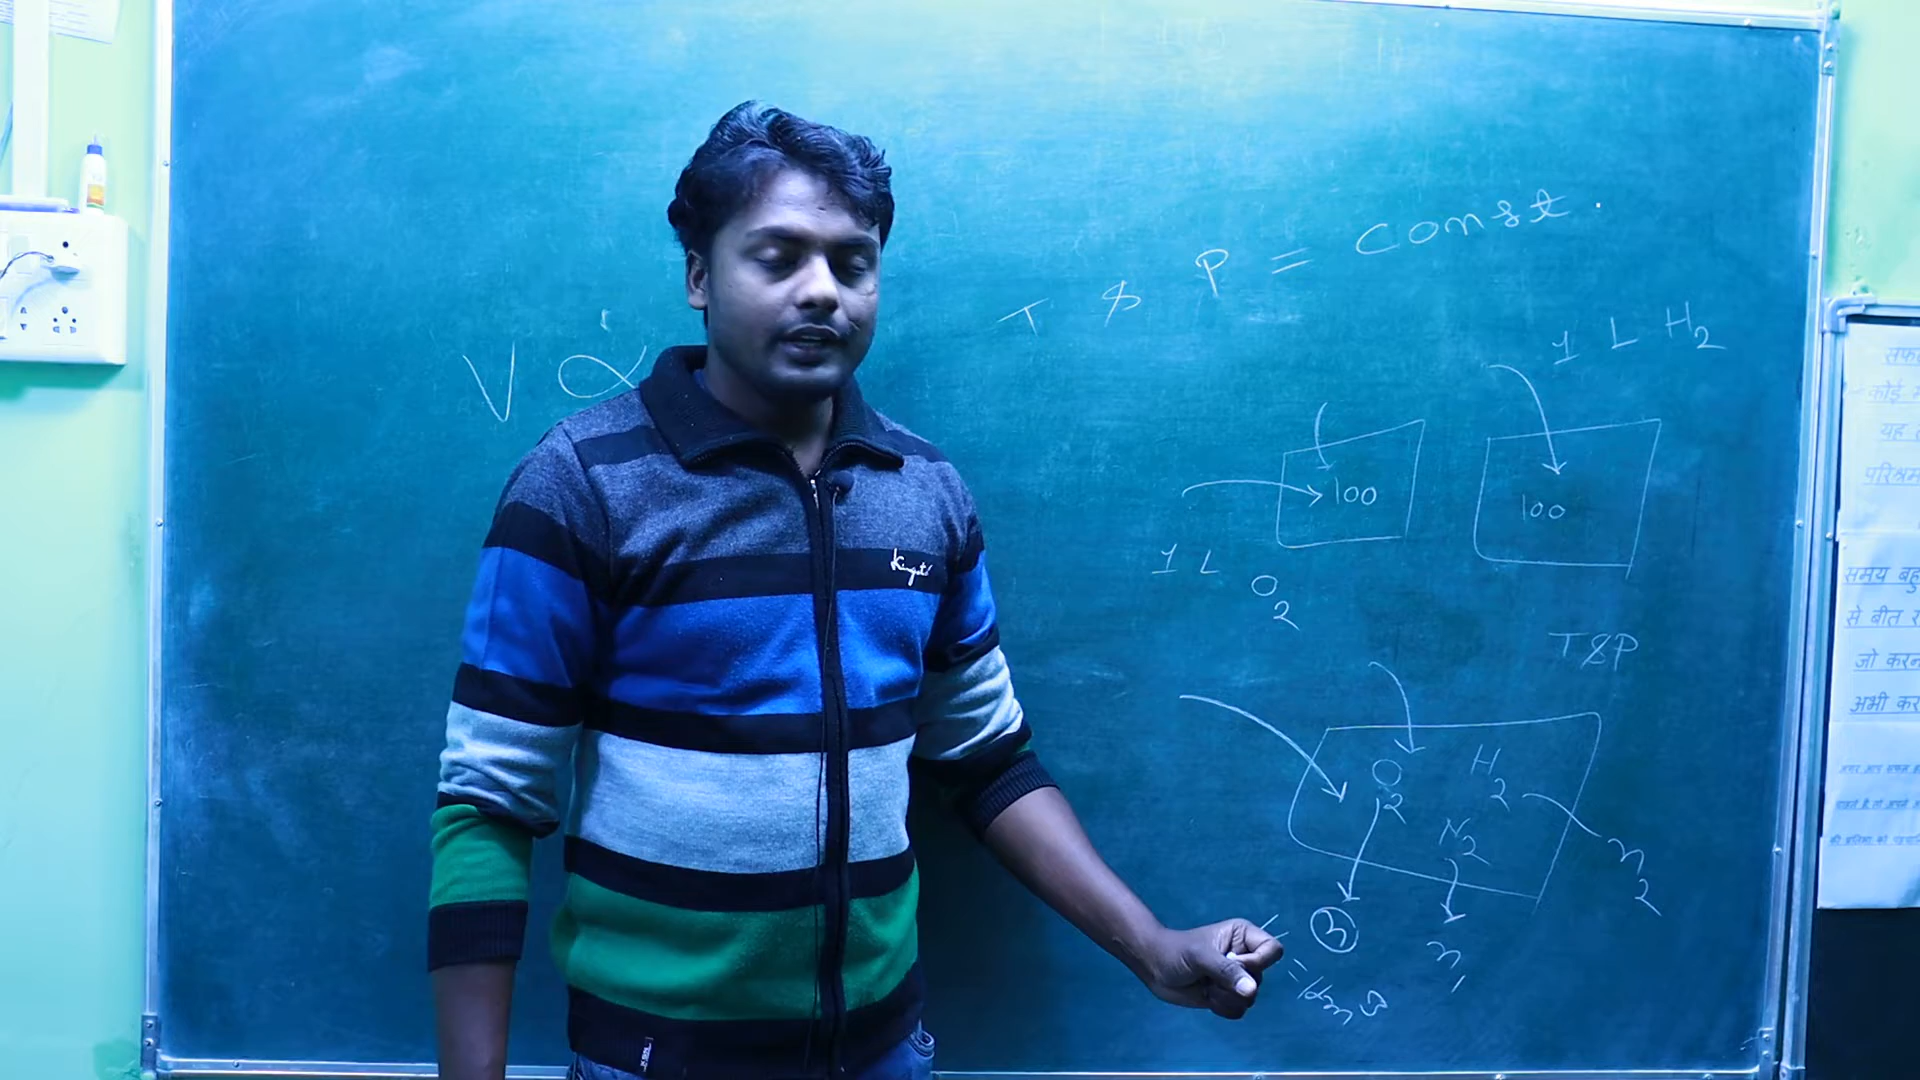 T & P = Const.
V ∝
1 L H2
100
100
1 L O2
T&P
O2 H2
N2
n2
n
n1
सफ
कोई
यह
परिश्रम
समय बहु
से बीत र
जो करन
अभी कर